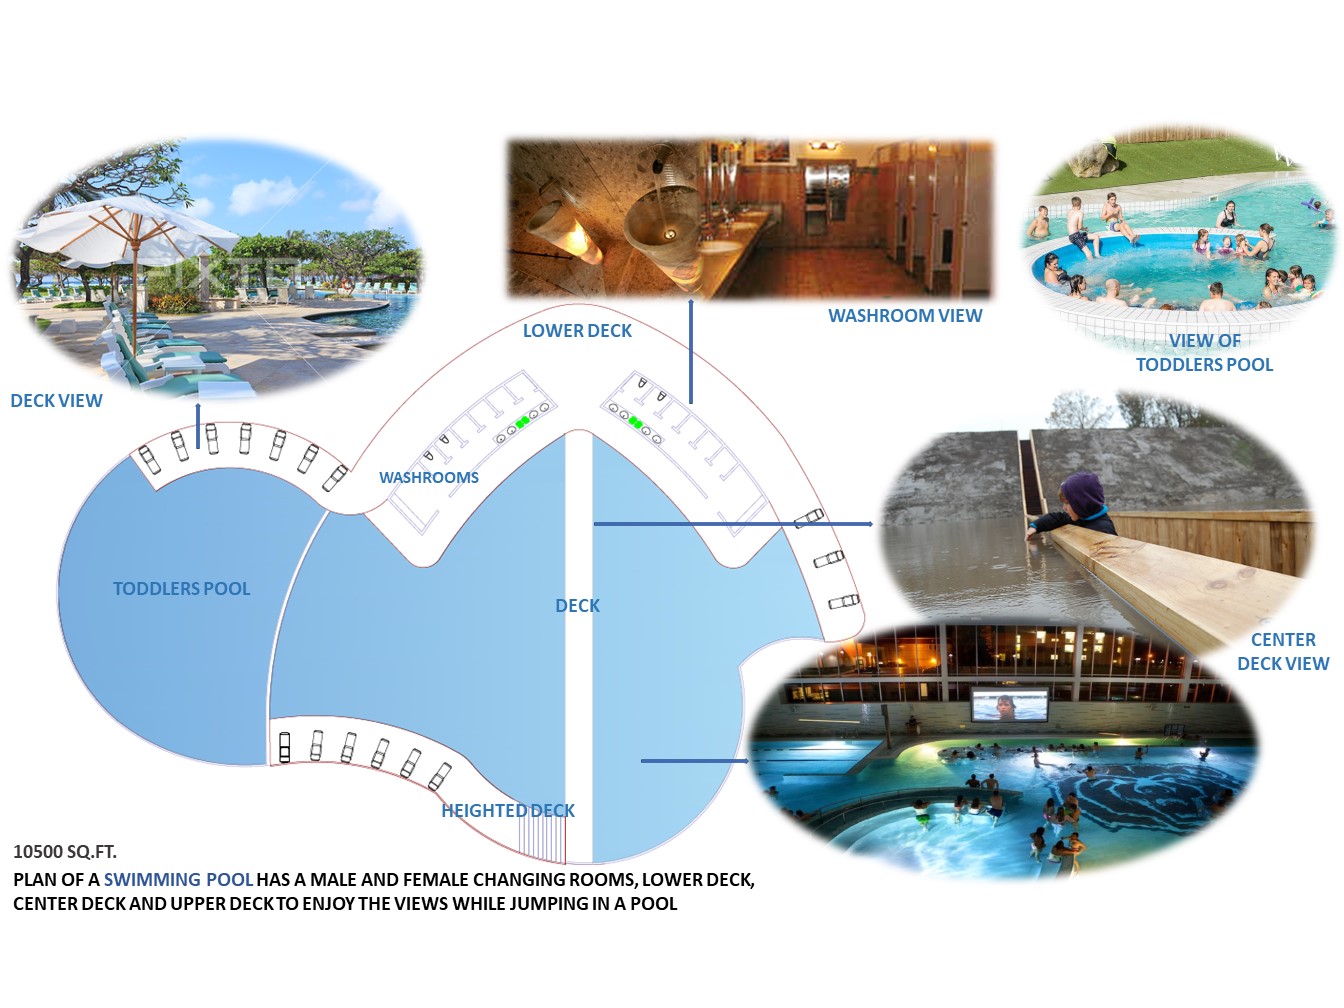 LOWER DECK
WASHROOM VIEW
VIEW OF
TODDLERS POOL
DECK VIEW
WASHROOMS
TODDLERS POOL
DECK
CENTER
DECK VIEW
HEIGHTED DECK
10500 SQ.FT.
PLAN OF A SWIMMING POOL HAS A MALE AND FEMALE CHANGING ROOMS, LOWER DECK,
CENTER DECK AND UPPER DECK TO ENJOY THE VIEWS WHILE JUMPING IN A POOL